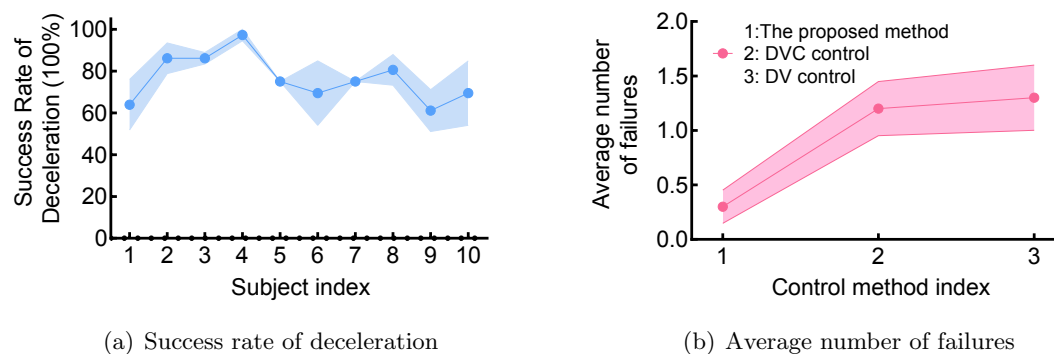 Success Rate of
Deceleration (100%)
100
80
60
40
20
0
1 2 3 4 5 6 7 8 9 10
Subject index
(a) Success rate of deceleration
Average number
of failures
2.0
1.5
1.0
0.5
0.0
1:The proposed method
2: DVC control
3: DV control
1 2 3
Control method index
(b) Average number of failures